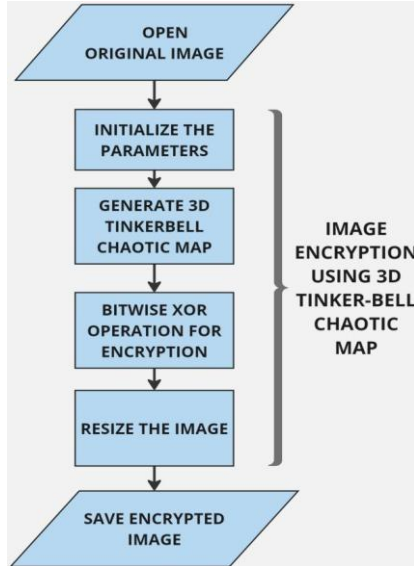 OPEN
ORIGINAL IMAGE
INITIALIZE THE
PARAMETERS
GENERATE 3D
TINKERBELL
CHAOTIC MAP
BITWISE XOR
OPERATION FOR
ENCRYPTION
RESIZE THE IMAGE
SAVE ENCRYPTED
IMAGE
IMAGE
ENCRYPTION
USING 3D
TINKER-BELL
CHAOTIC
MAP